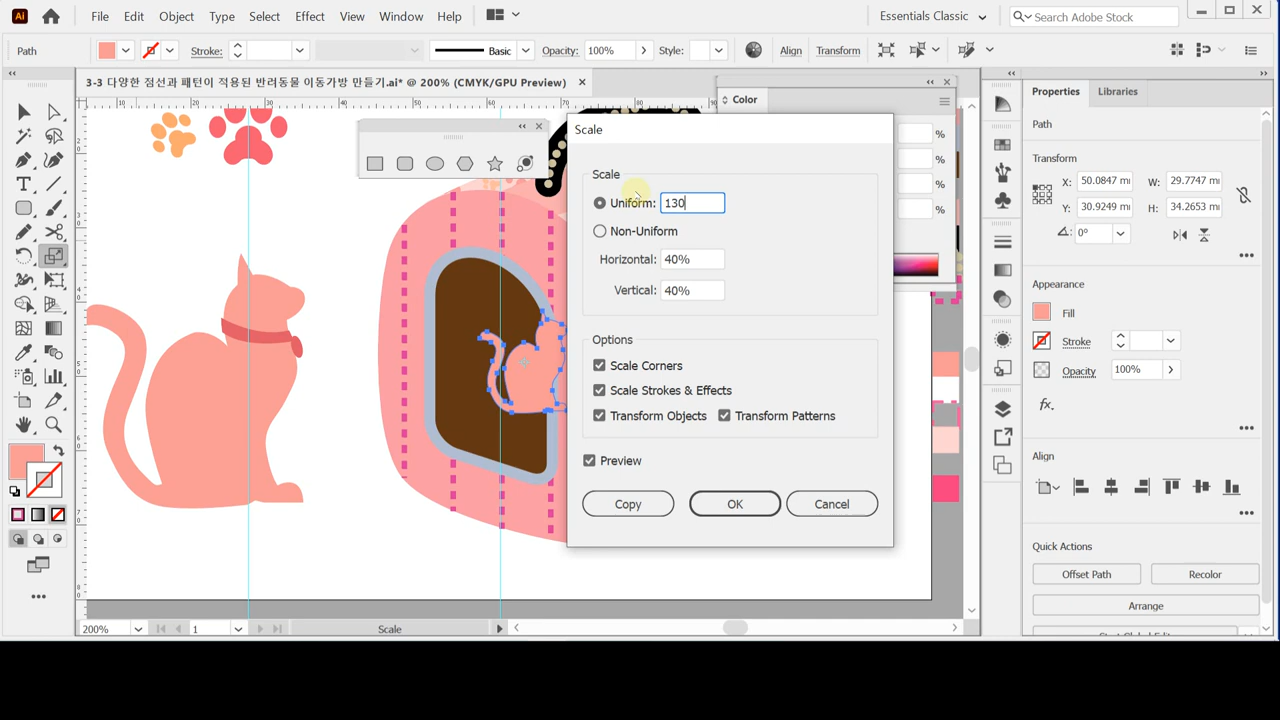 Ai File Edit Object Type Select Effect View Window Help Essentials Classic Search Adobe Stock
Path Stroke: Basic Opacity: 100% Style: Align Transform
3-3 다양한 점선과 패턴이 적용된 반려동물 이동가방 만들기.ai* @ 200% (CMYK/GPU Preview)
Color
%
%
%
%
Scale
Scale
Uniform: 130
Non-Uniform
Horizontal: 40%
Vertical: 40%
Options
Scale Corners
Scale Strokes & Effects
Transform Objects Transform Patterns
Preview
Copy OK Cancel
Properties Libraries
Path
Transform
X: 50.0847 m W: 29.7747 m
Y: 30.9249 m H: 34.2653 m
0°
Appearance
Fill
Stroke
Opacity 100%
fx.
Align
Quick Actions
Offset Path Recolor
Arrange
200% 1 Scale